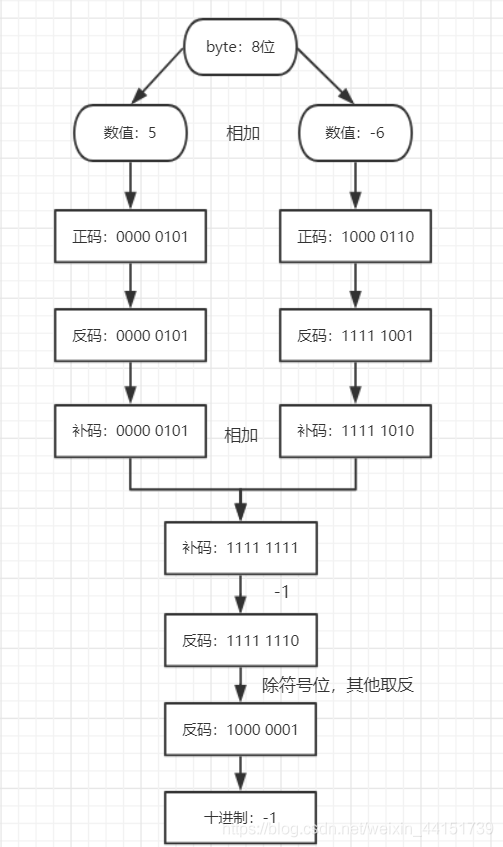 byte：8位
数值：5
相加
数值：-6
正码：0000 0101
正码：1000 0110
反码：0000 0101
反码：1111 1001
补码：0000 0101
相加
补码：1111 1010
补码：1111 1111
-1
反码：1111 1110
除符号位，其他取反
反码：1000 0001
十进制：-1
https://blog.csdn.net/weixin_44151739